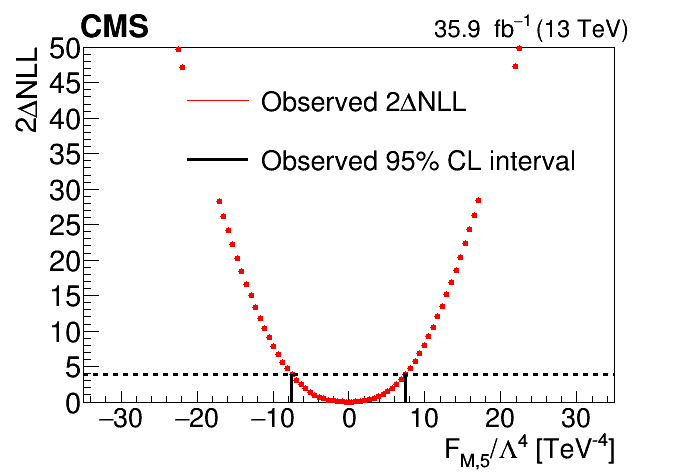 CMS 35.9 fb⁻¹ (13 TeV)
2ΔNLL
50
45
40
35
30
25
20
15
10
5
0
Observed 2ΔNLL
Observed 95% CL interval
−30 −20 −10 0 10 20 30
F_M,5/Λ⁴ [TeV⁻⁴]